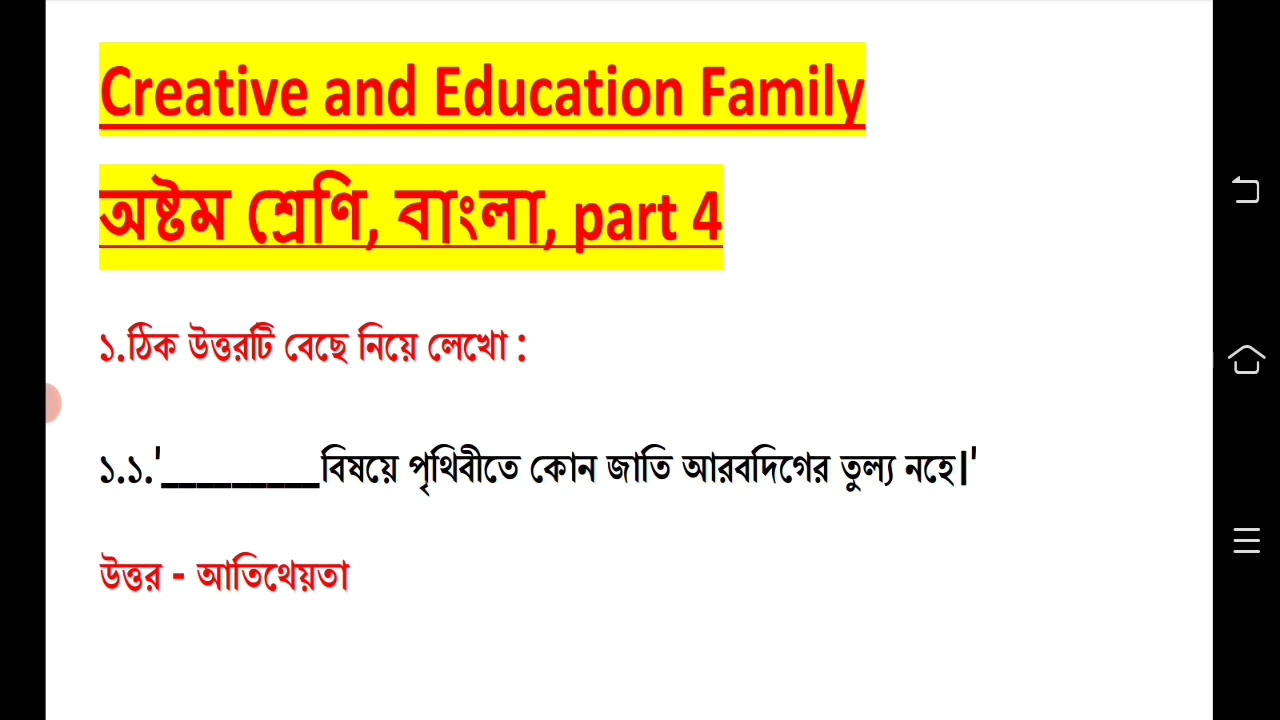 Creative and Education Family
অষ্টম শ্রেণি, বাংলা, part 4
১.ঠিক উত্তরটি বেছে নিয়ে লেখো :
১.১.'_________বিষয়ে পৃথিবীতে কোন জাতি আরবদিগের তুল্য নহে।'
উত্তর - আতিথেয়তা